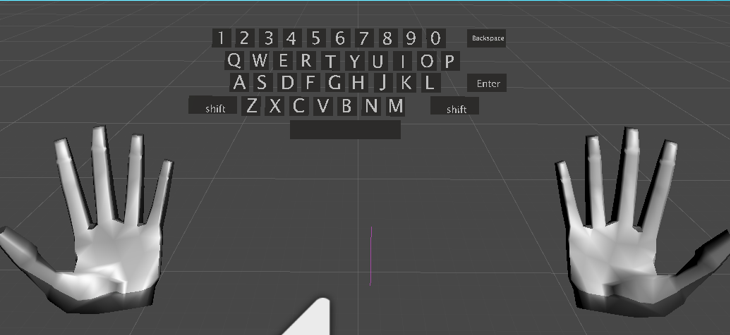 1 2 3 4 5 6 7 8 9 0 Backspace
Q W E R T Y U I O P
A S D F G H J K L Enter
shift Z X C V B N M shift